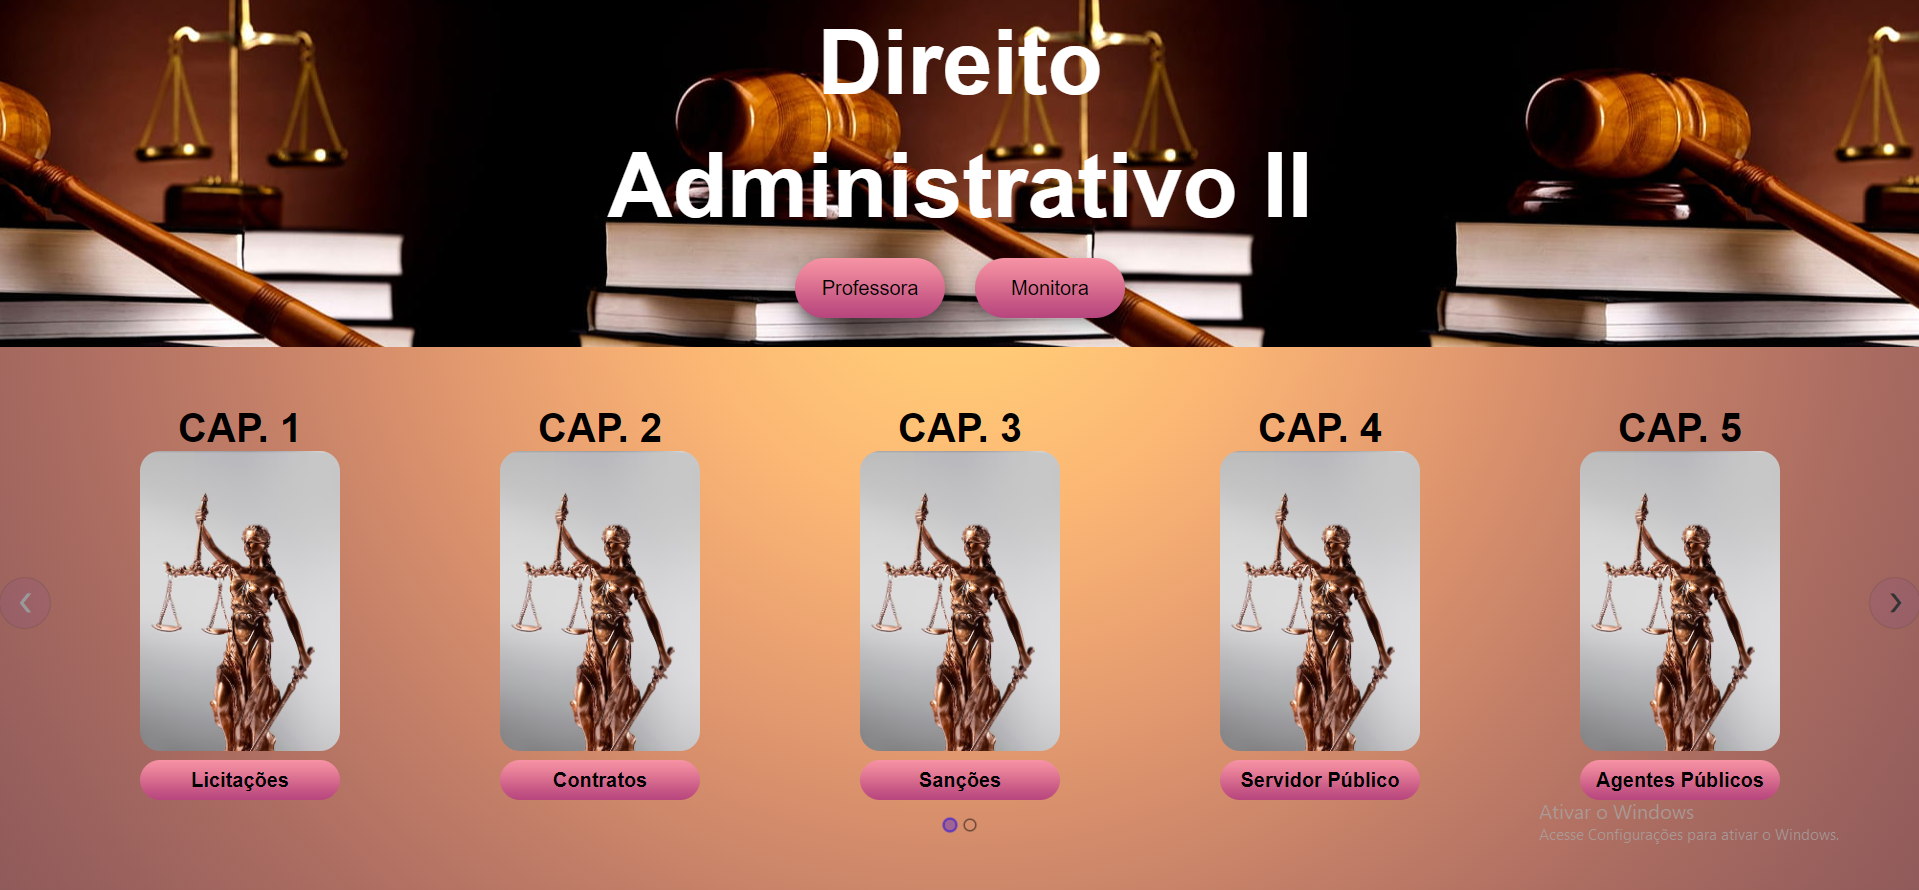 Direito
Administrativo II
Professora
Monitora
CAP. 1
CAP. 2
CAP. 3
CAP. 4
CAP. 5
Licitações
Contratos
Sanções
Servidor Público
Agentes Públicos
Ativar o Windows
Acesse Configurações para ativar o Windows.